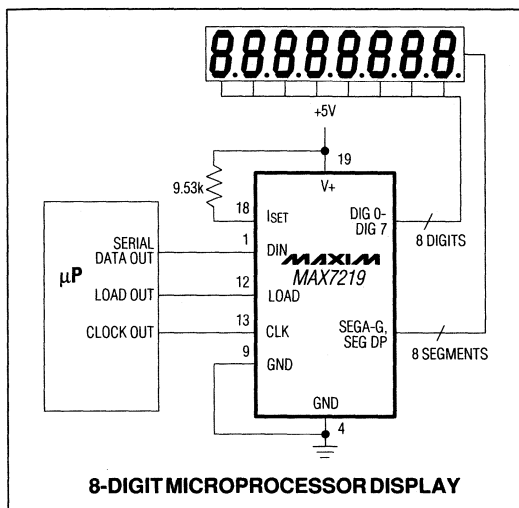 8.8.8.8.8.8.8.8.
+5V
19
V+
9.53k
18
ISET
DIG 0-
DIG 7
8 DIGITS
SERIAL
DATA OUT
1
DIN
MAXIM
MAX7219
µP
LOAD OUT
12
LOAD
CLOCK OUT
13
CLK
SEGA-G,
SEG DP
8 SEGMENTS
9
GND
GND
4
8-DIGIT MICROPROCESSOR DISPLAY